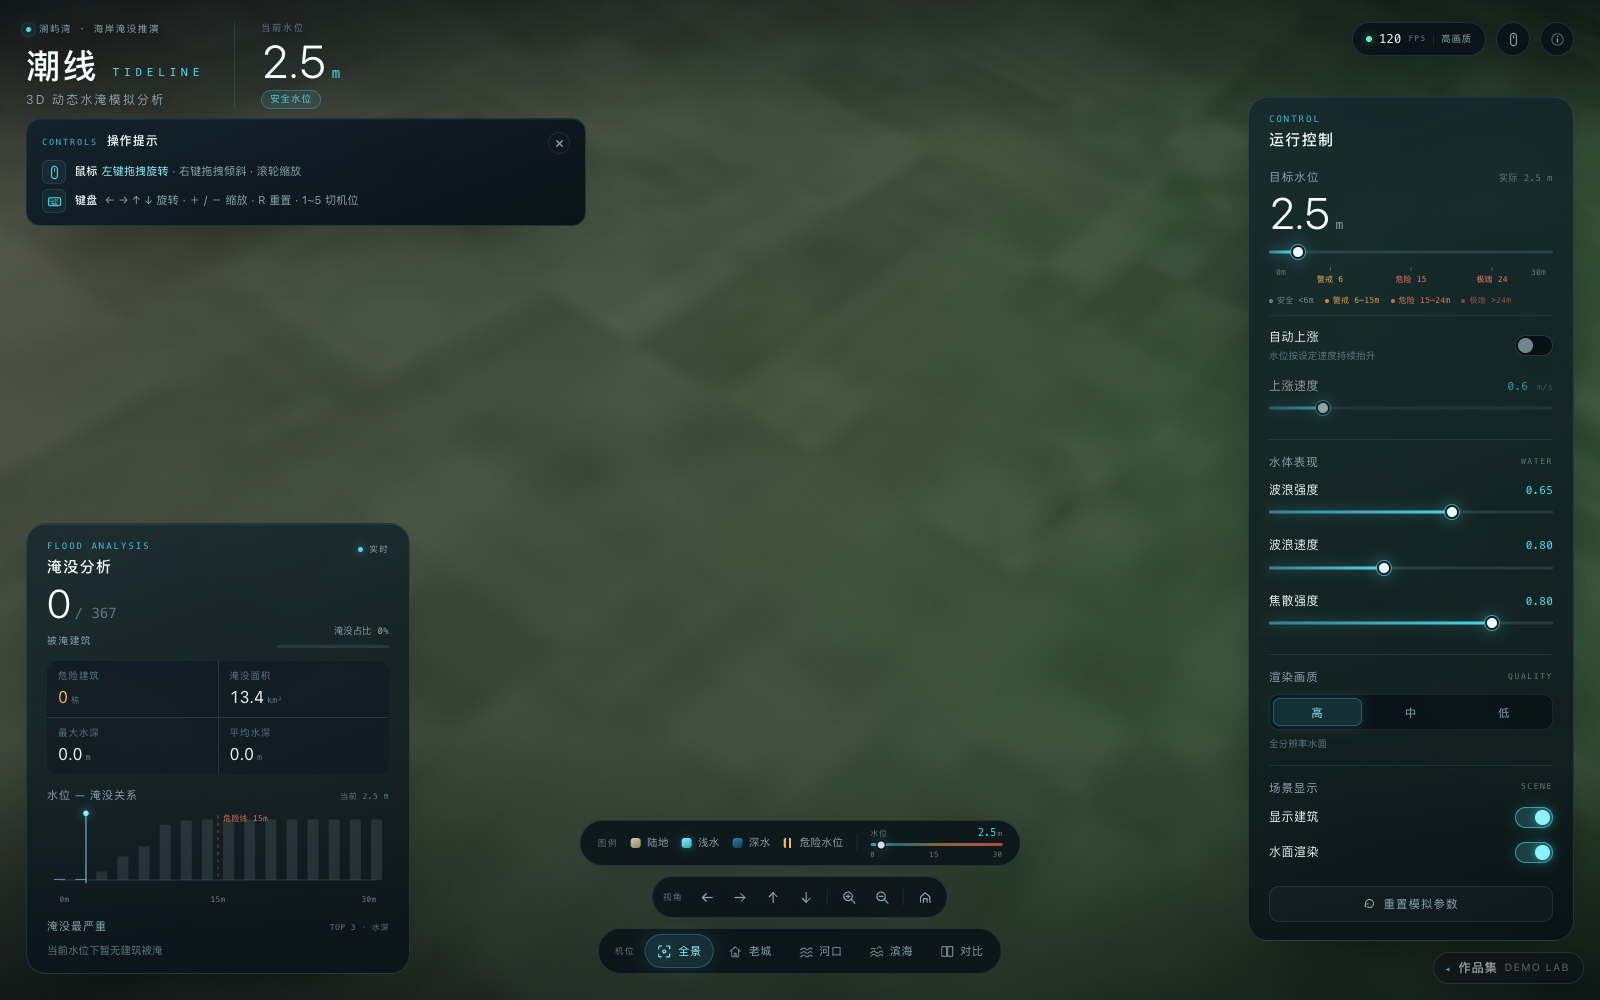 溯屿湾 · 海岸淹没推演
潮线 TIDELINE
3D 动态水淹模拟分析
当前水位
2.5 m
安全水位
120 FPS 高画质
CONTROLS 操作提示
鼠标 左键拖拽旋转 · 右键拖拽倾斜 · 滚轮缩放
键盘 ← → ↑ ↓ 旋转 · + / − 缩放 · R 重置 · 1~5 切机位
FLOOD ANALYSIS
淹没分析
实时
0 / 367
被淹建筑
淹没占比 0%
危险建筑
0 栋
淹没面积
13.4 km²
最大水深
0.0 m
平均水深
0.0 m
水位 — 淹没关系
当前 2.5 m
危险线 15m
0m 15m 30m
淹没最严重
TOP 3 · 水深
当前水位下暂无建筑被淹
图例 陆地 浅水 深水 危险水位
水位 2.5m
0 15 30
视角 ← → ↑ ↓
机位 全景 老城 河口 滨海 对比
CONTROL
运行控制
目标水位
实际 2.5 m
2.5 m
0m 警戒 6 危险 15 极端 24 30m
安全 <6m 警戒 6–15m 危险 15–24m 极端 >24m
自动上涨
水位按设定速度持续抬升
上涨速度 0.6 m/s
水体表现 WATER
波浪强度 0.65
波浪速度 0.80
焦散强度 0.80
渲染画质 QUALITY
高 中 低
全分辨率水面
场景显示 SCENE
显示建筑
水面渲染
重置模拟参数
作品集 DEMO LAB